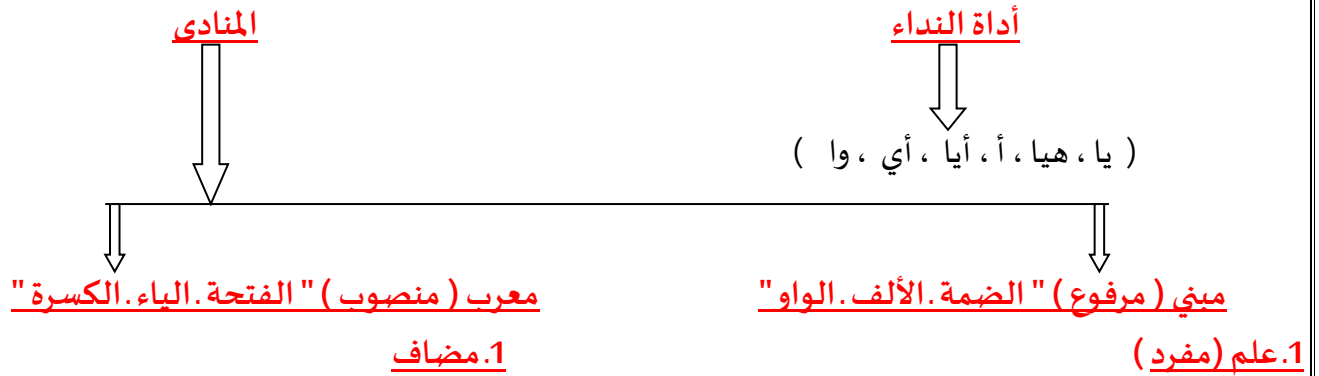 أداة النداء المنادى
( يا ، هيا ، أ ، أيا ، أي ، وا )
مبني ( مرفوع ) " الضمة . الألف . الواو " معرب ( منصوب ) " الفتحة . الياء . الكسرة "
1. علم (مفرد ) 1. مضاف